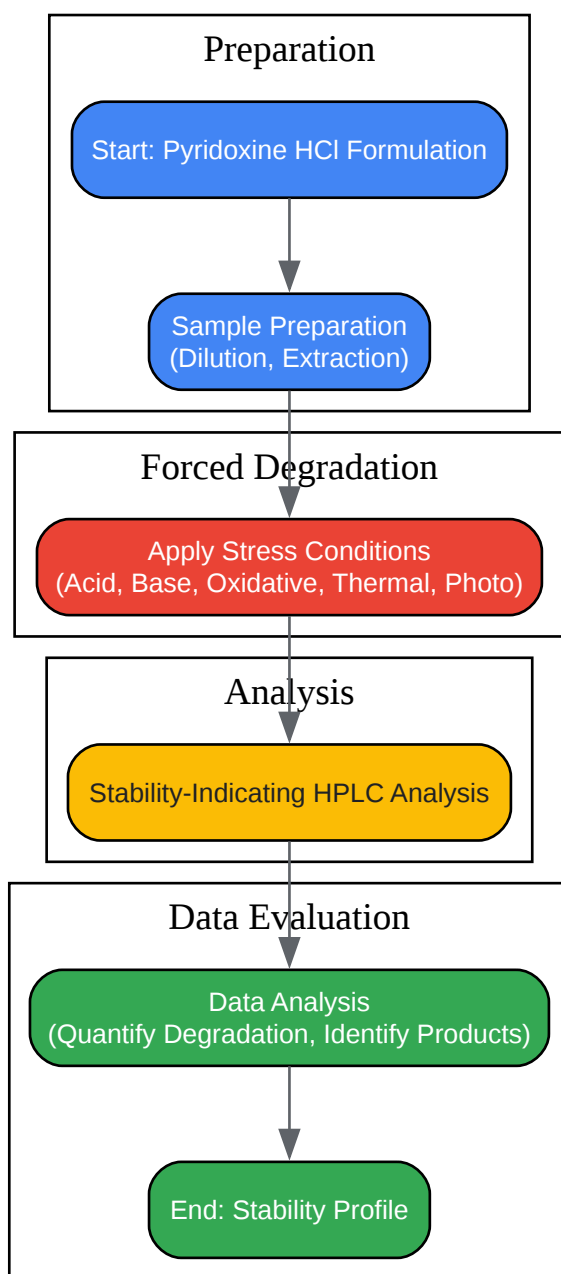 Preparation
Start: Pyridoxine HCl Formulation
Sample Preparation
(Dilution, Extraction)
Forced Degradation
Apply Stress Conditions
(Acid, Base, Oxidative, Thermal, Photo)
Analysis
Stability-Indicating HPLC Analysis
Data Evaluation
Data Analysis
(Quantify Degradation, Identify Products)
End: Stability Profile